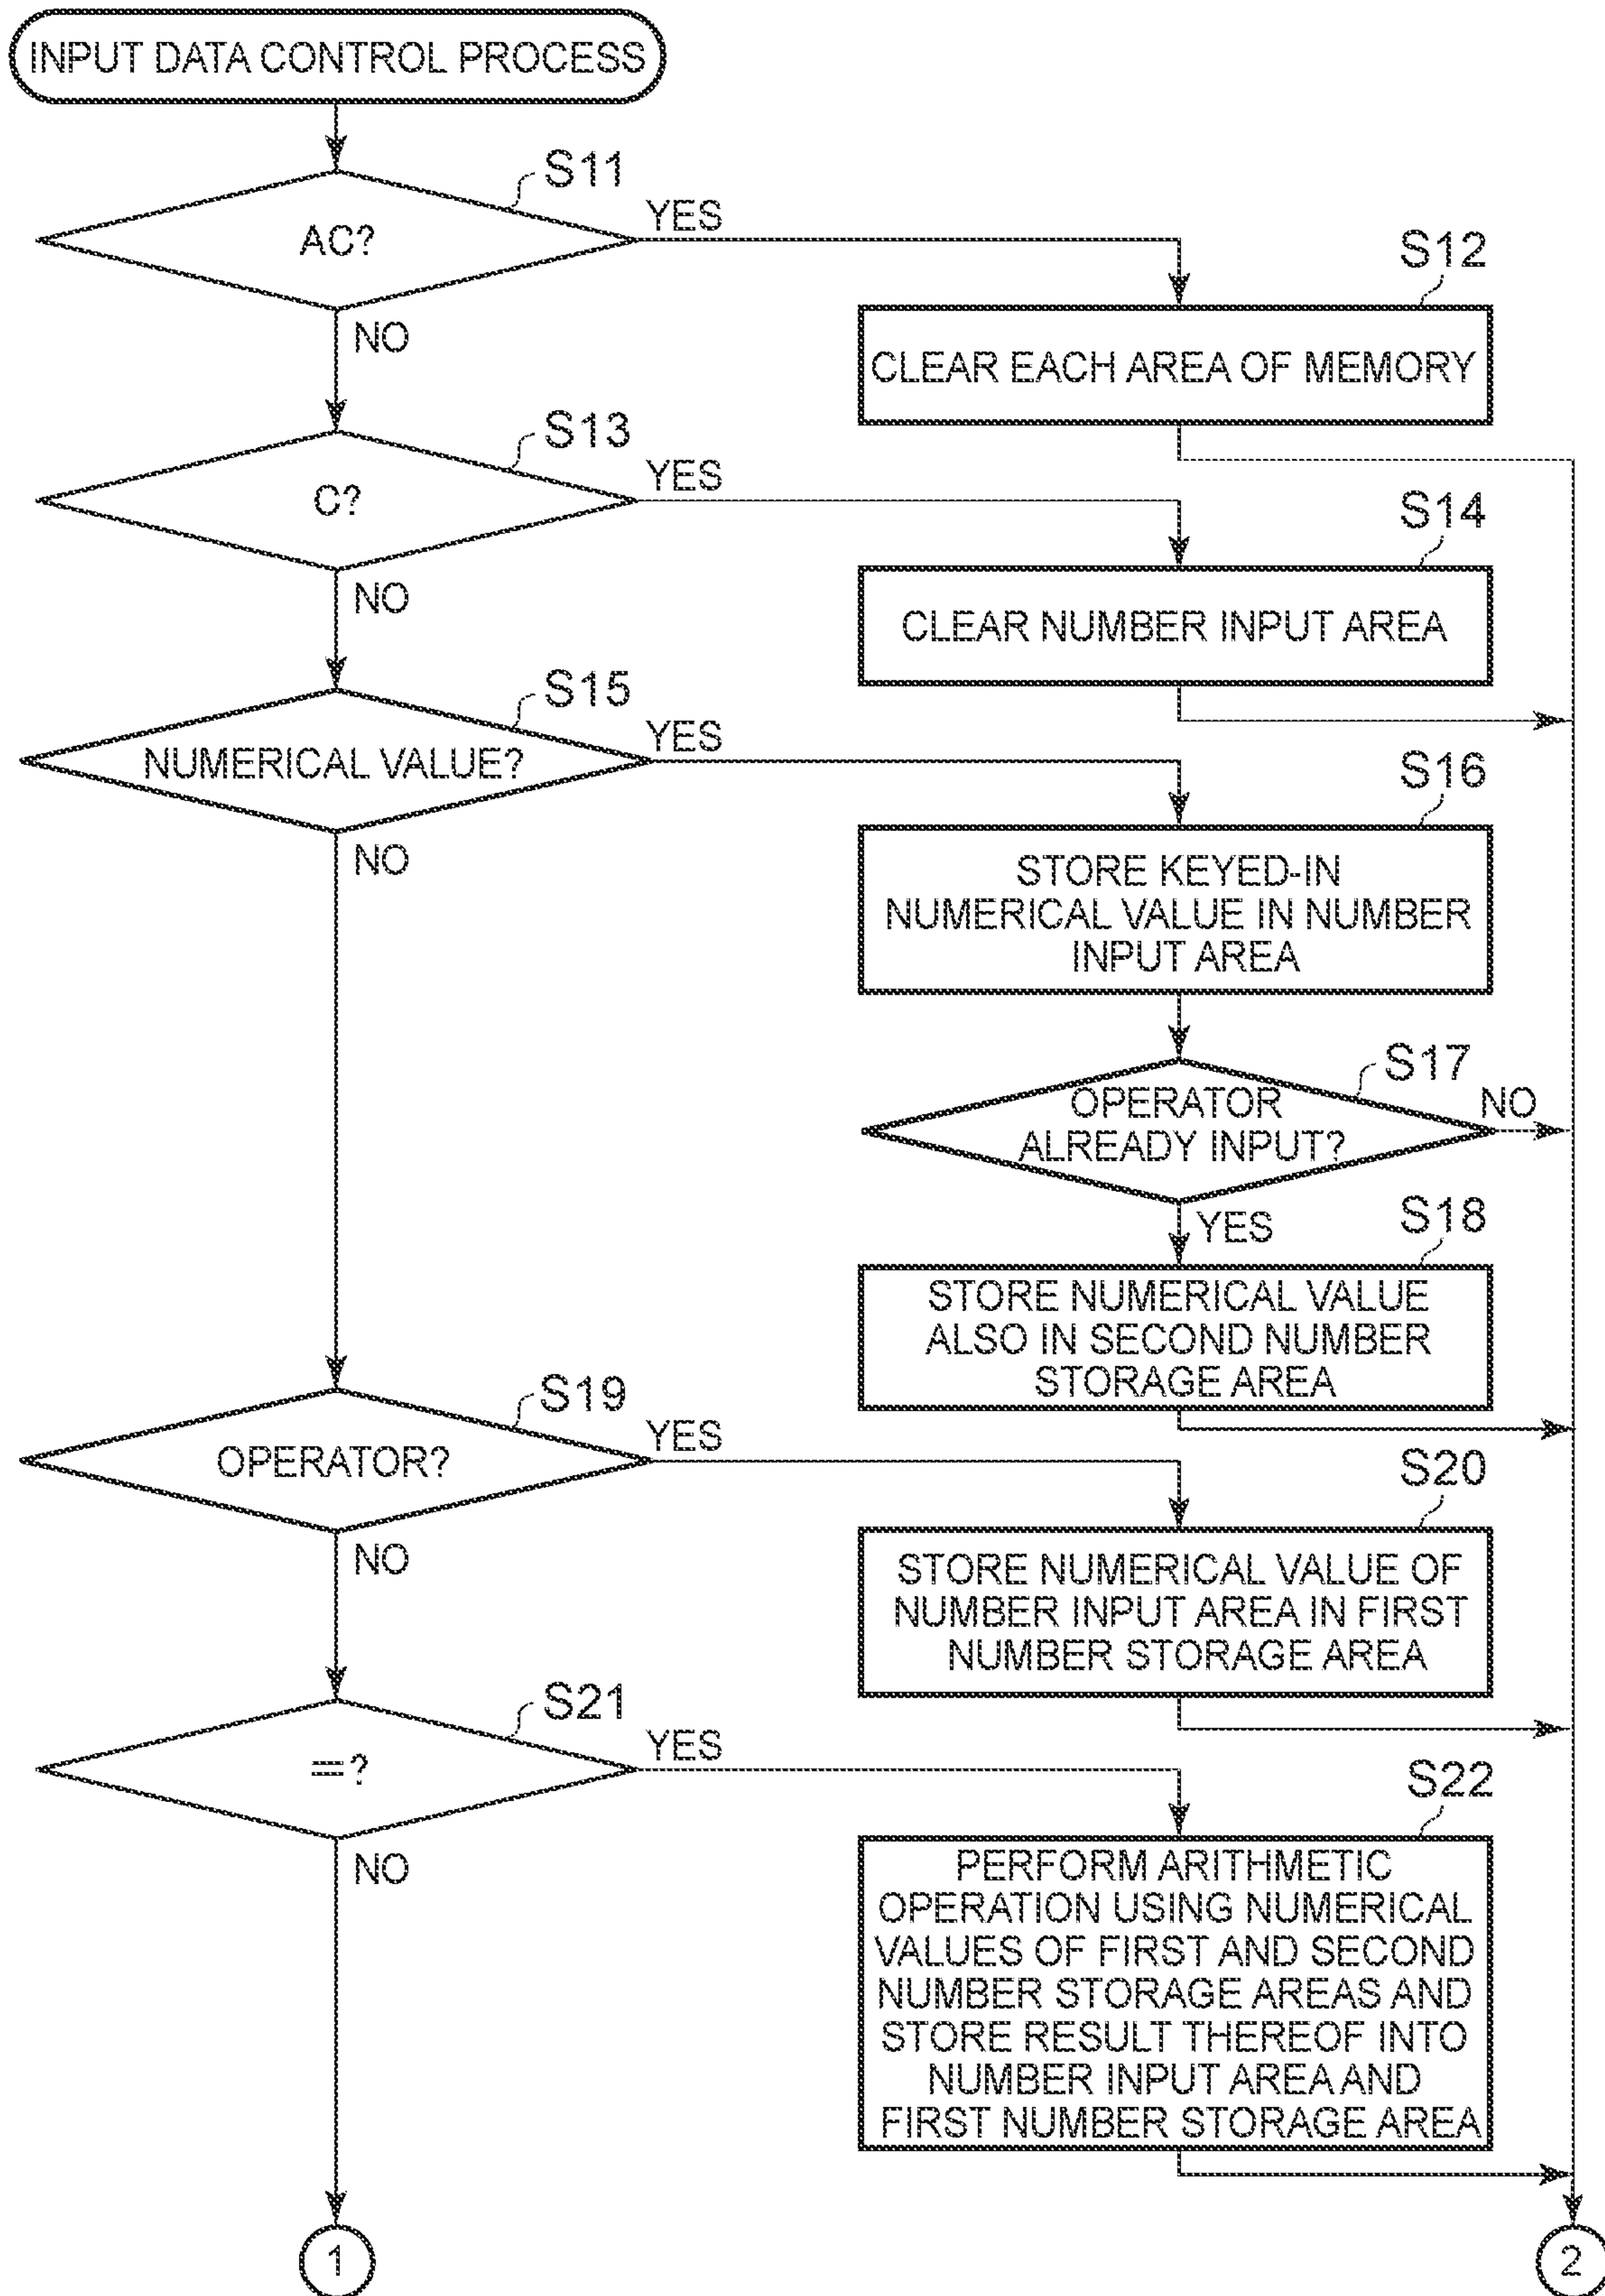 INPUT DATA CONTROL PROCESS
S11
AC?
YES
NO
S12
CLEAR EACH AREA OF MEMORY
S13
C?
YES
NO
S14
CLEAR NUMBER INPUT AREA
S15
NUMERICAL VALUE?
YES
NO
S16
STORE KEYED-IN
NUMERICAL VALUE IN NUMBER
INPUT AREA
S17
OPERATOR
ALREADY INPUT?
NO
YES
S18
STORE NUMERICAL VALUE
ALSO IN SECOND NUMBER
STORAGE AREA
S19
OPERATOR?
YES
NO
S20
STORE NUMERICAL VALUE OF
NUMBER INPUT AREA IN FIRST
NUMBER STORAGE AREA
S21
=?
YES
NO
S22
PERFORM ARITHMETIC
OPERATION USING NUMERICAL
VALUES OF FIRST AND SECOND
NUMBER STORAGE AREAS AND
STORE RESULT THEREOF INTO
NUMBER INPUT AREA AND
FIRST NUMBER STORAGE AREA
1
2